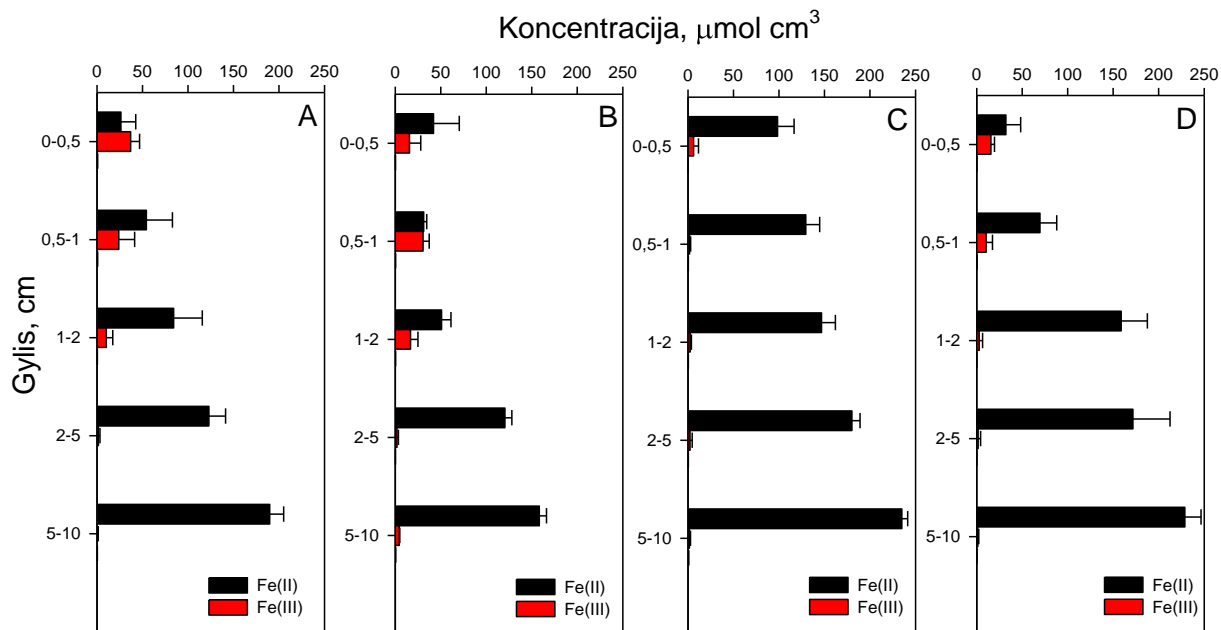 Koncentracija, μmol cm³
0 50 100 150 200 250
0 50 100 150 200 250
0 50 100 150 200 250
0 50 100 150 200 250
Gylis, cm
A
0-0,5
0,5-1
1-2
2-5
5-10
Fe(II)
Fe(III)
B
0-0,5
0,5-1
1-2
2-5
5-10
Fe(II)
Fe(III)
C
0-0,5
0,5-1
1-2
2-5
5-10
Fe(II)
Fe(III)
D
0-0,5
0,5-1
1-2
2-5
5-10
Fe(II)
Fe(III)